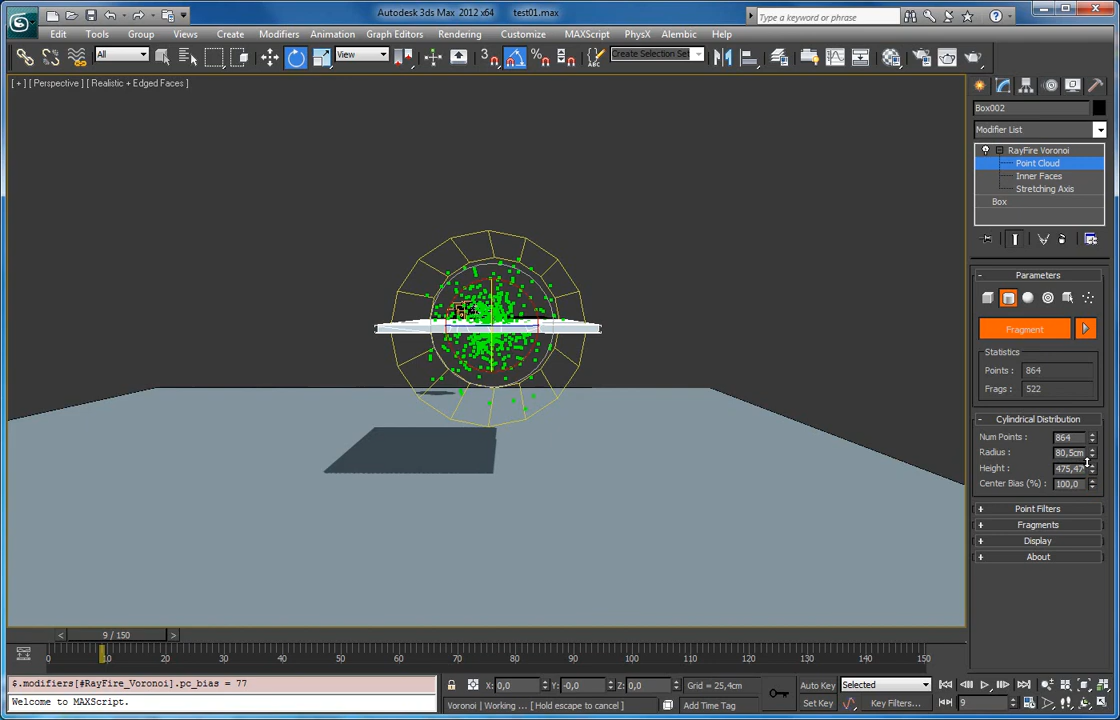 Autodesk 3ds Max 2012 x64 test01.max
Type a keyword or phrase
Edit Tools Group Views Create Modifiers Animation Graph Editors Rendering Customize MAXScript PhysX Alembic Help
All View 3 Create Selection Set
[ + ] [ Perspective ] [ Realistic + Edged Faces ]
Box002
Modifier List
RayFire Voronoi
Point Cloud
Inner Faces
Stretching Axis
Box
Parameters
Fragment
Statistics
Points : 864
Frags : 522
Cylindrical Distribution
Num Points : 864
Radius : 80,5cm
Height : 475,47
Center Bias (%) : 100,0
Point Filters
Fragments
Display
About
< 9 / 150 >
0 10 20 30 40 50 60 70 80 90 100 110 120 130 140 150
$.modifiers[#RayFire_Voronoi].pc_bias = 77
Welcome to MAXScript.
X: 0,0 Y: -0,0 Z: 0,0 Grid = 25,4cm
Voronoi | Working ... [ Hold escape to cancel ] Add Time Tag
Auto Key Selected
Set Key Key Filters... 9